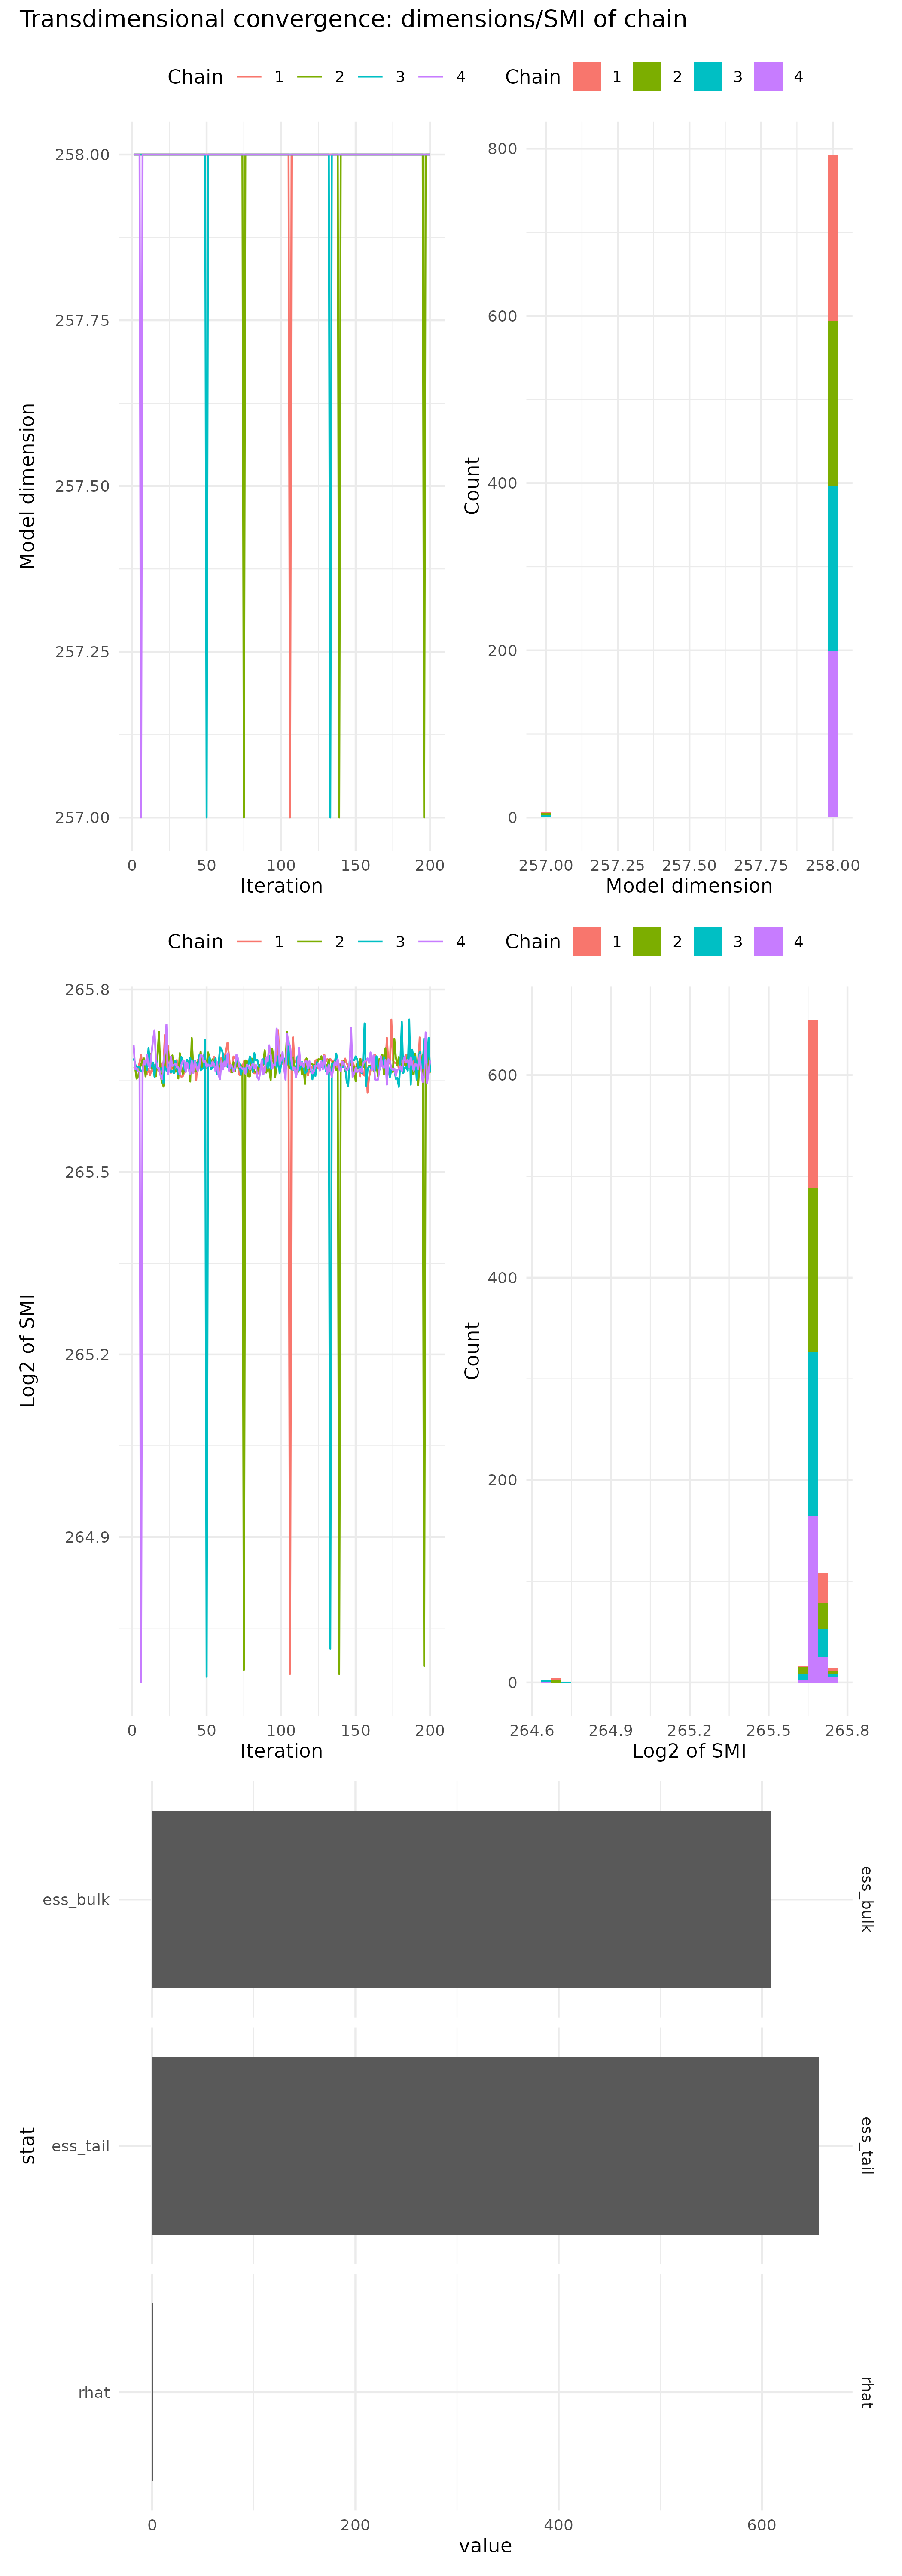 Transdimensional convergence: dimensions/SMI of chain
Chain 1 2 3 4
Chain 1 2 3 4
258.00
257.75
257.50
257.25
257.00
Model dimension
0 50 100 150 200
Iteration
800
600
400
200
0
Count
257.00 257.25 257.50 257.75 258.00
Model dimension
Chain 1 2 3 4
Chain 1 2 3 4
265.8
265.5
265.2
264.9
Log2 of SMI
0 50 100 150 200
Iteration
600
400
200
0
Count
264.6 264.9 265.2 265.5 265.8
Log2 of SMI
stat
ess_bulk
ess_bulk
ess_tail
ess_tail
rhat
rhat
0 200 400 600
value